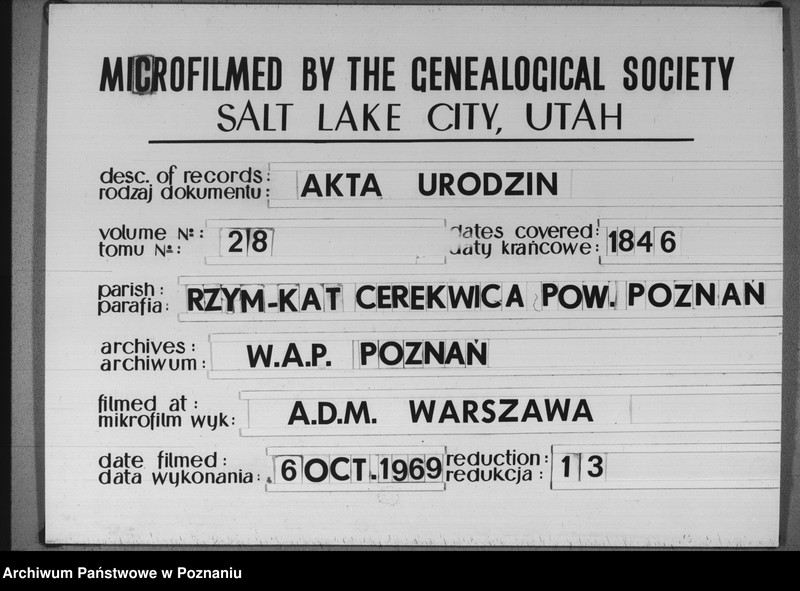 MICROFILMED BY THE GENEALOGICAL SOCIETY
SALT LAKE CITY, UTAH
desc. of records: AKTA URODZIN
rodzaj dokumentu:
volume №: 28 dates covered: 1846
tomu №: daty krańcowe:
parish: RZYM-KAT CEREKWICA POW. POZNAŃ
parafia:
archives: W.A.P. POZNAŃ
archiwum:
filmed at: A.D.M. WARSZAWA
mikrofilm wyk:
date filmed: 6 OCT. 1969 reduction: 13
data wykonania: redukcja:
Archiwum Państwowe w Poznaniu